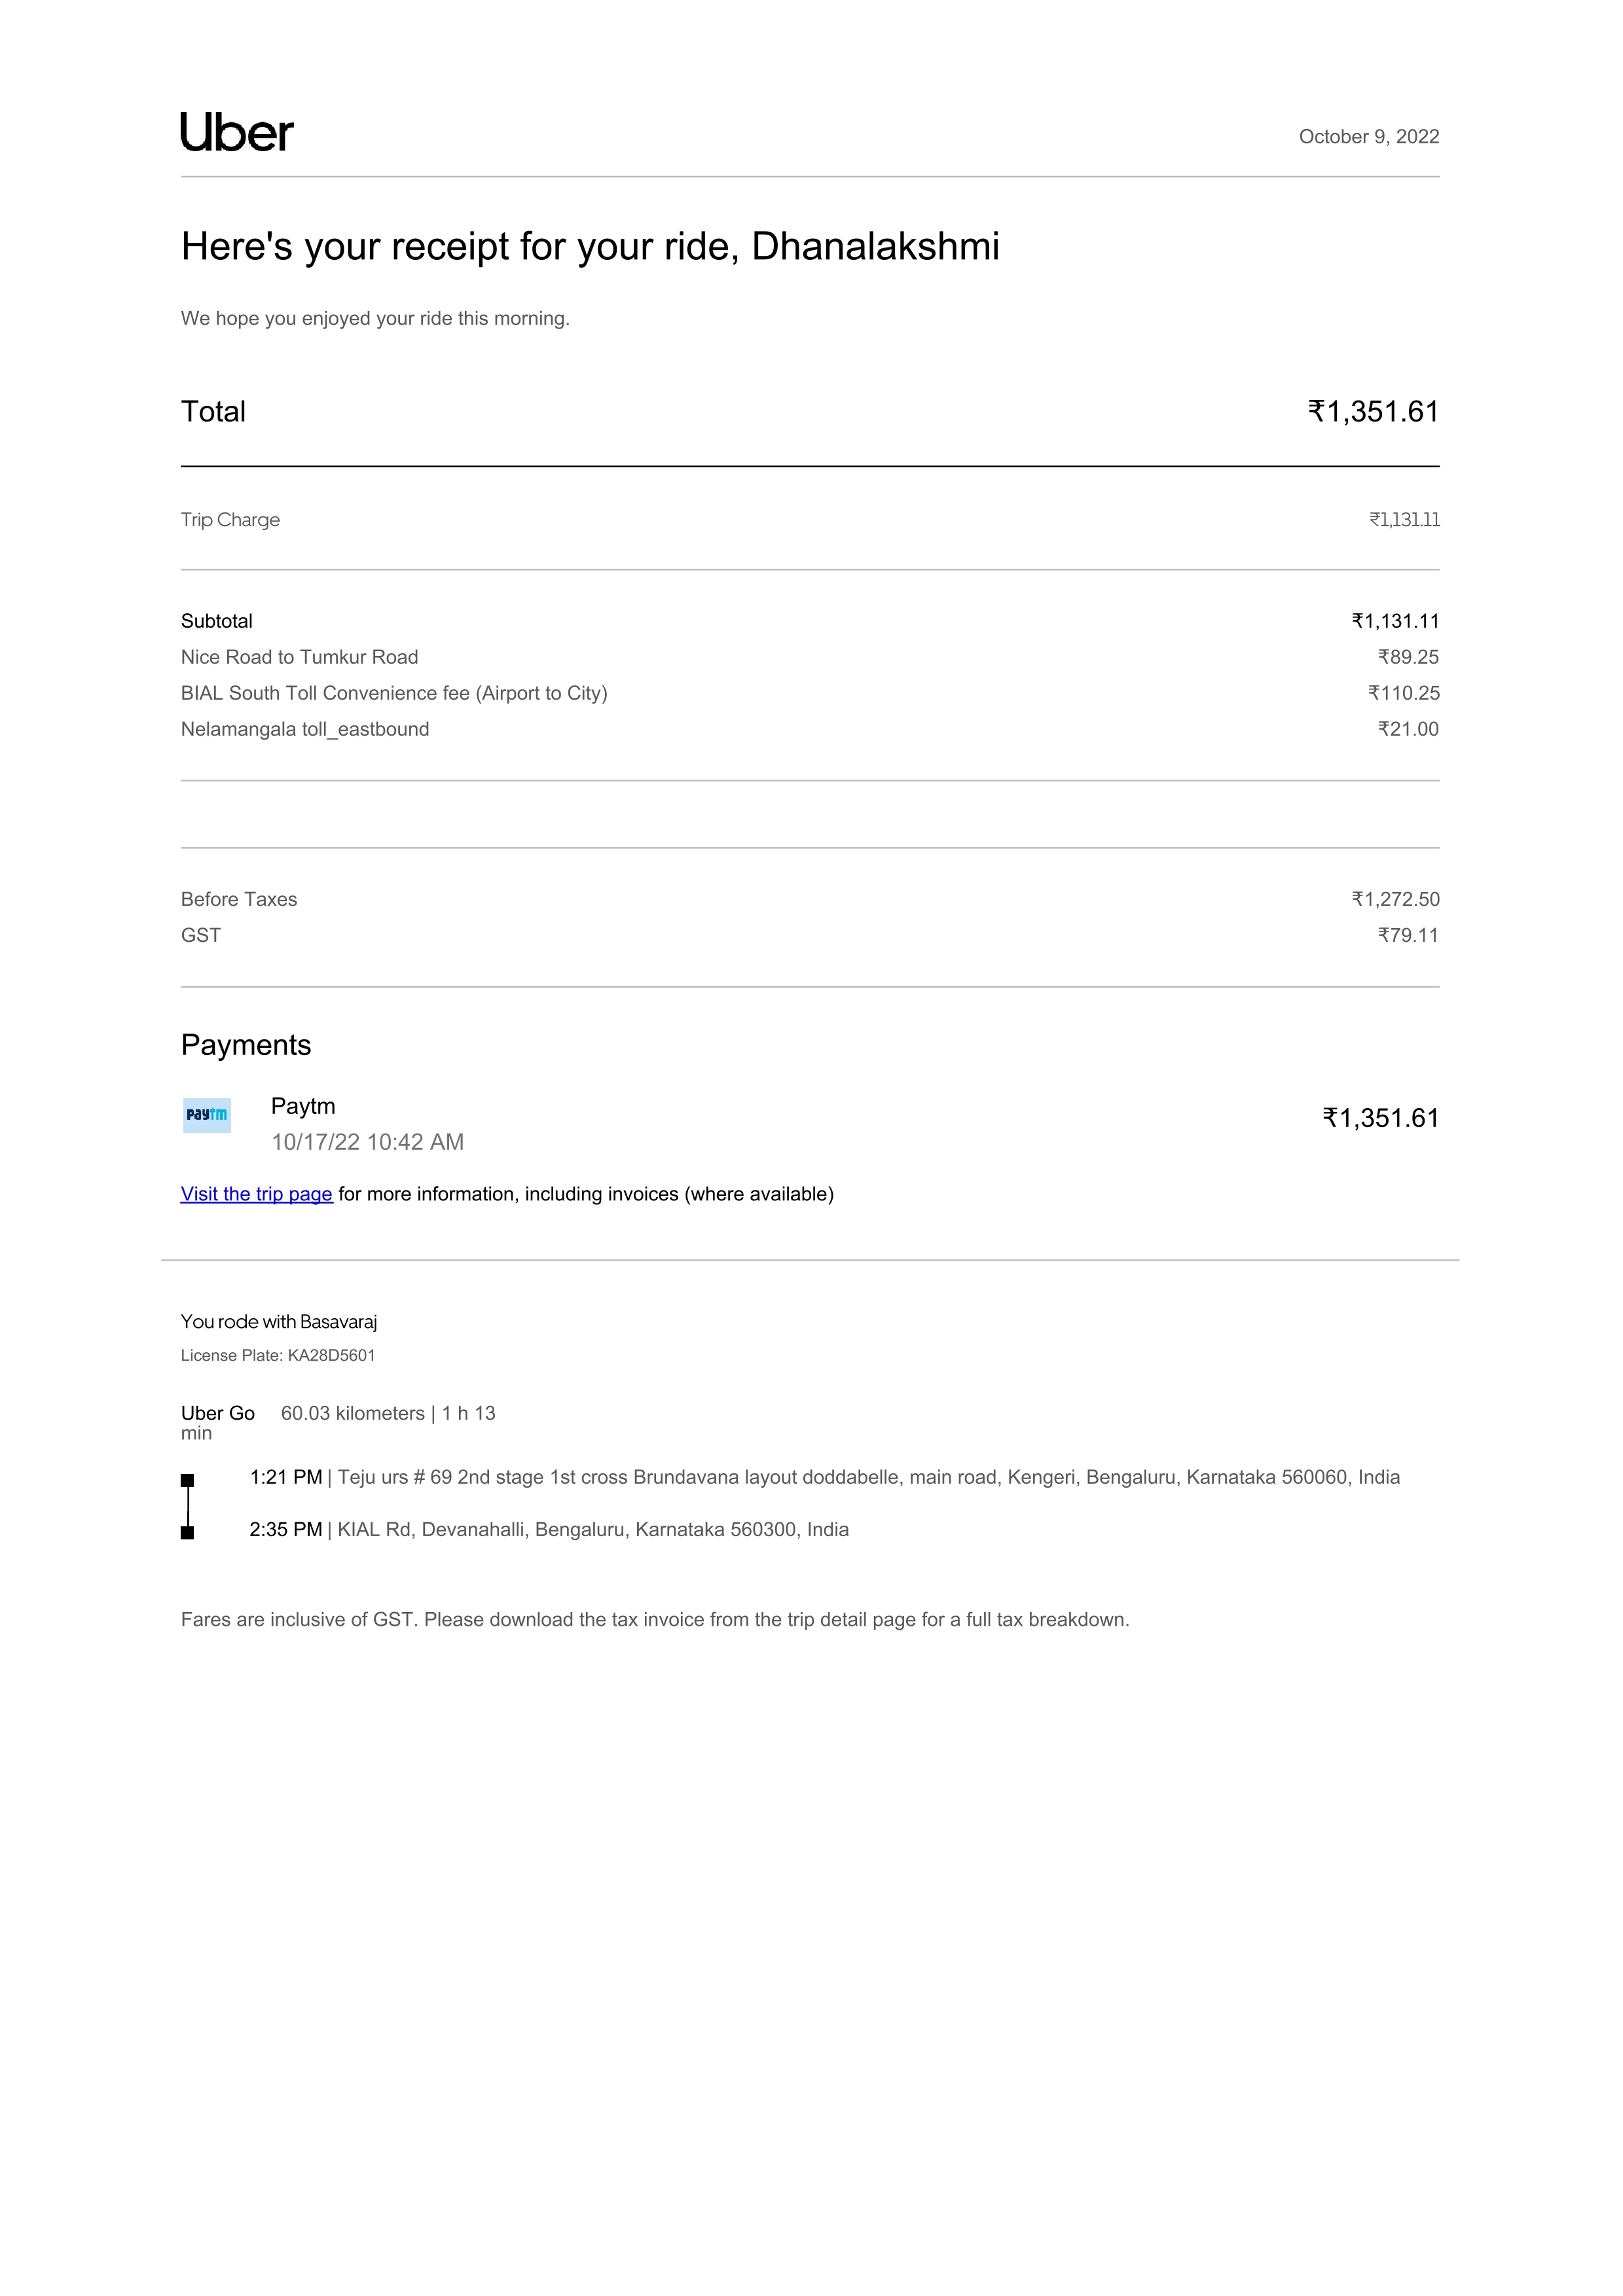 Uber
October 9, 2022
Here's your receipt for your ride, Dhanalakshmi
We hope you enjoyed your ride this morning.
Total ₹1,351.61
Trip Charge ₹1,131.11
Subtotal ₹1,131.11
Nice Road to Tumkur Road ₹89.25
BIAL South Toll Convenience fee (Airport to City) ₹110.25
Nelamangala toll_eastbound ₹21.00
Before Taxes ₹1,272.50
GST ₹79.11
Payments
paytm
Paytm ₹1,351.61
10/17/22 10:42 AM
Visit the trip page for more information, including invoices (where available)
You rode with Basavaraj
License Plate: KA28D5601
Uber Go 60.03 kilometers | 1 h 13
min
1:21 PM | Teju urs # 69 2nd stage 1st cross Brundavana layout doddabelle, main road, Kengeri, Bengaluru, Karnataka 560060, India
2:35 PM | KIAL Rd, Devanahalli, Bengaluru, Karnataka 560300, India
Fares are inclusive of GST. Please download the tax invoice from the trip detail page for a full tax breakdown.